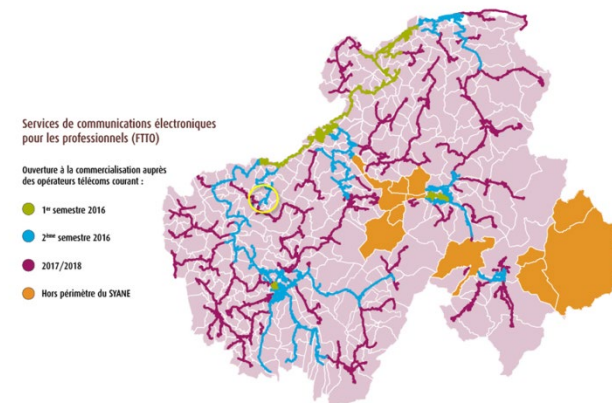 Services de communications électroniques
pour les professionnels (FTTO)
Ouverture à la commercialisation auprès
des opérateurs télécoms courant :
1er semestre 2016
2ème semestre 2016
2017/2018
Hors périmètre du SYANE